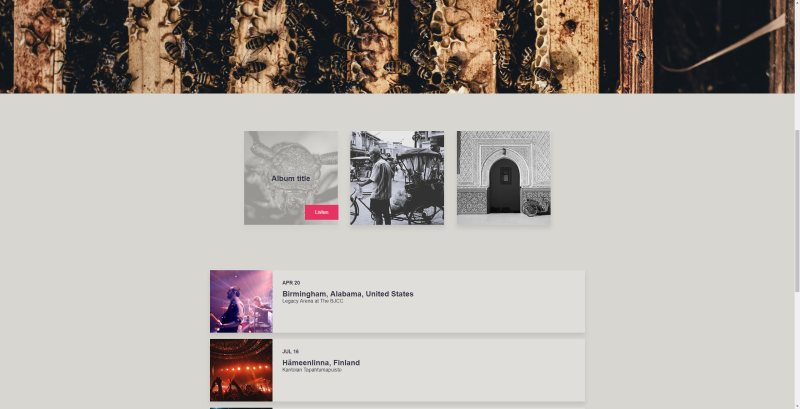 Album title
Listen
APR 20
Birmingham, Alabama, United States
Legacy Arena at The BJCC
JUL 16
Hämeenlinna, Finland
Kantolan Tapahtumapuisto